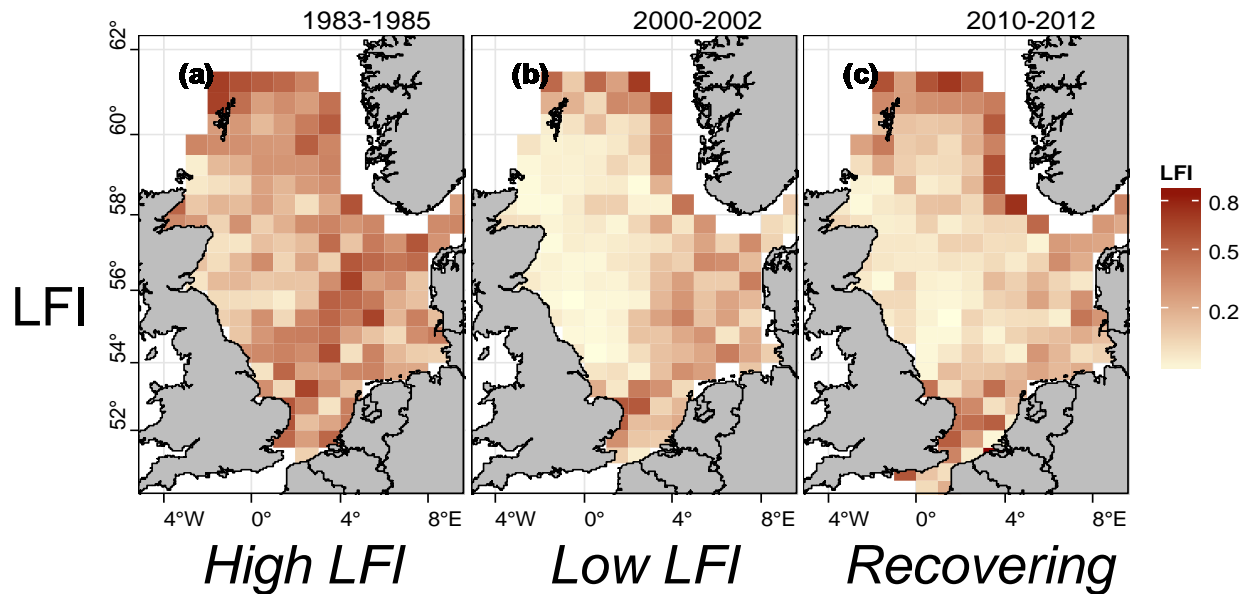 1983-1985
2000-2002
2010-2012
(a)
(b)
(c)
62°
60°
58°
56°
54°
52°
LFI
LFI
0.8
0.5
0.2
4°W 0° 4° 8°E
4°W 0° 4° 8°E
4°W 0° 4° 8°E
High LFI
Low LFI
Recovering